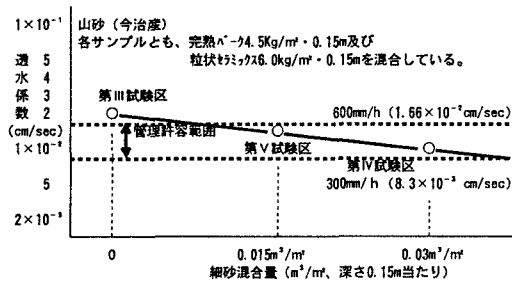 1×10⁻¹
山砂（今治産）
各サンプルとも、完熟ﾊﾞｰｸ4.5Kg/m²・0.15m及び
粒状ｾﾗﾐｯｸｽ6.0kg/m²・0.15mを混合している。
透水係数
(cm/sec)
5
4
3
2
1×10⁻²
5
2×10⁻³
第Ⅲ試験区
600mm/h (1.66×10⁻²cm/sec)
管理許容範囲
第Ⅴ試験区
第Ⅳ試験区
300mm/h (8.3×10⁻³ cm/sec)
0
0.015m³/m²
0.03m³/m²
細砂混合量（m³/m²、深さ0.15m当たり）